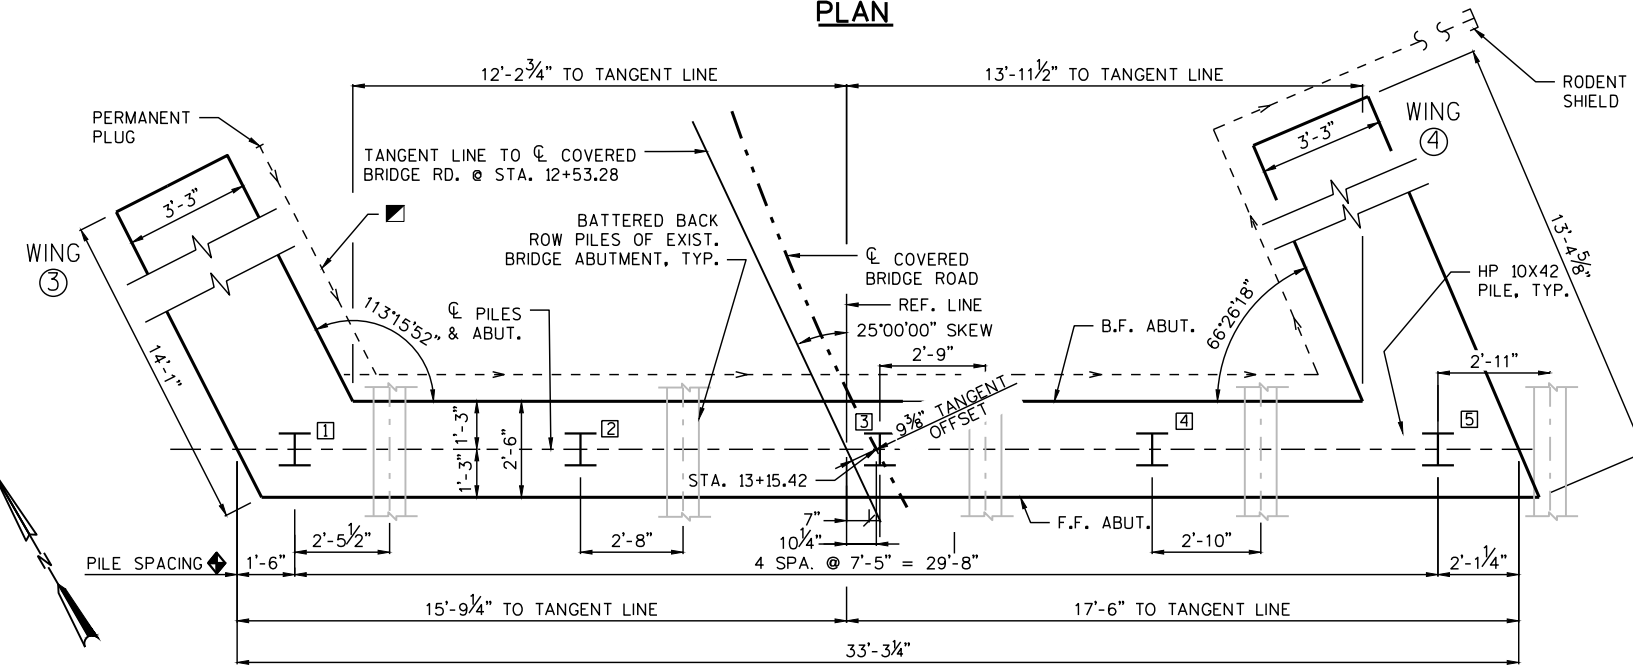 PLAN
12'-2¾" TO TANGENT LINE
13'-11½" TO TANGENT LINE
RODENT
SHIELD
PERMANENT
PLUG
WING
4
3'-3"
TANGENT LINE TO ℄ COVERED
BRIDGE RD. @ STA. 12+53.28
3'-3"
BATTERED BACK
ROW PILES OF EXIST.
BRIDGE ABUTMENT, TYP.
WING
3
13'-4⅝"
℄ COVERED
BRIDGE ROAD
HP 10X42
PILE, TYP.
℄ PILES
& ABUT.
113°15'52"
REF. LINE
25°00'00" SKEW
B.F. ABUT.
66°26'18"
14'-1"
2'-9"
2'-11"
9⅜" TANGENT
OFFSET
1
2
3
4
5
1'-3"
1'-3"
2'-6"
STA. 13+15.42
7"
F.F. ABUT.
2'-5½"
2'-8"
10¼"
2'-10"
PILE SPACING
1'-6"
4 SPA. @ 7'-5" = 29'-8"
2'-1¼"
N
15'-9¼" TO TANGENT LINE
17'-6" TO TANGENT LINE
33'-3¼"